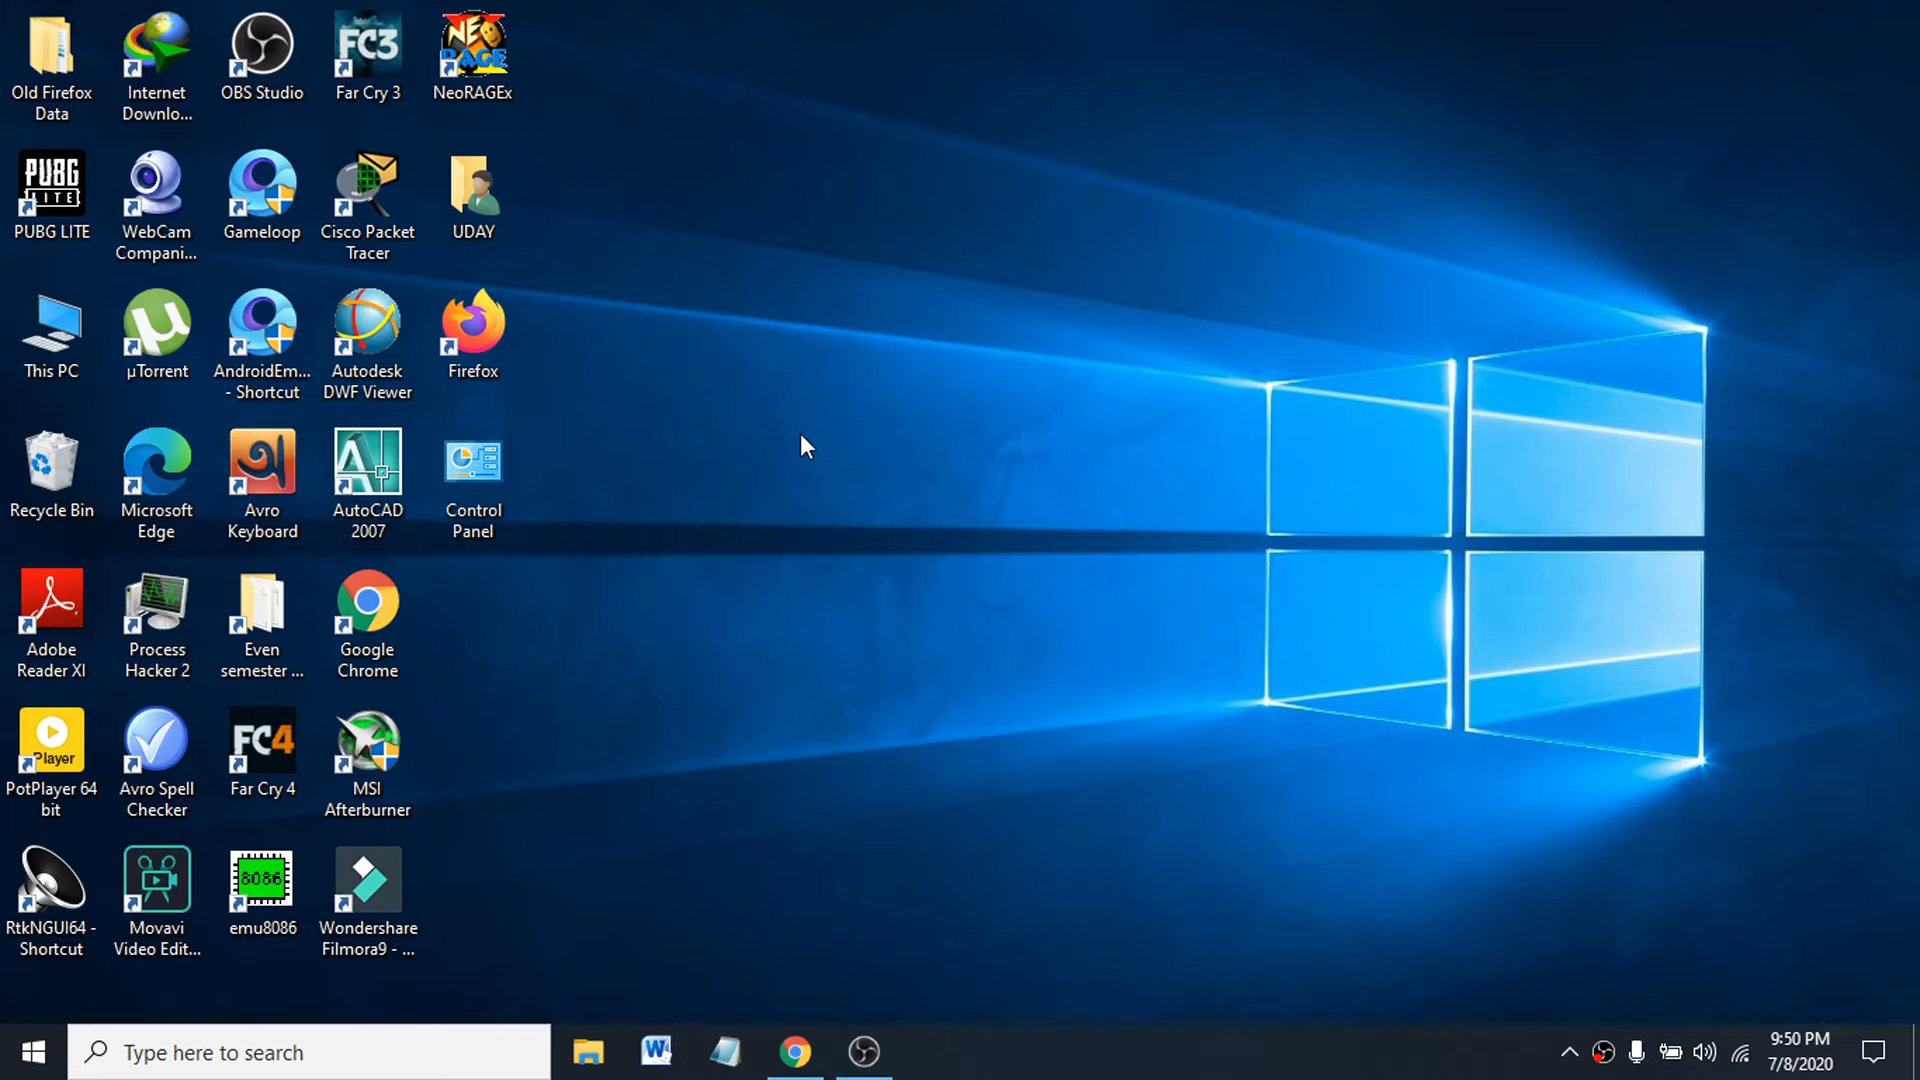 Old Firefox
Data
Internet
Downlo...
OBS Studio
FC3
Far Cry 3
NEO
RAGE
NeoRAGEx
PUBG
LITE
PUBG LITE
WebCam
Compani...
Gameloop
Cisco Packet
Tracer
UDAY
This PC
µ
µTorrent
AndroidEm...
- Shortcut
Autodesk
DWF Viewer
Firefox
Recycle Bin
Microsoft
Edge
অ
Avro
Keyboard
AutoCAD
2007
Control
Panel
Adobe
Reader XI
Process
Hacker 2
Even
semester ...
Google
Chrome
Player
PotPlayer 64
bit
Avro Spell
Checker
FC4
Far Cry 4
MSI
Afterburner
RtkNGUI64 -
Shortcut
Movavi
Video Edit...
8086
emu8086
Wondershare
Filmora9 - ...
Type here to search
W
9:50 PM
7/8/2020